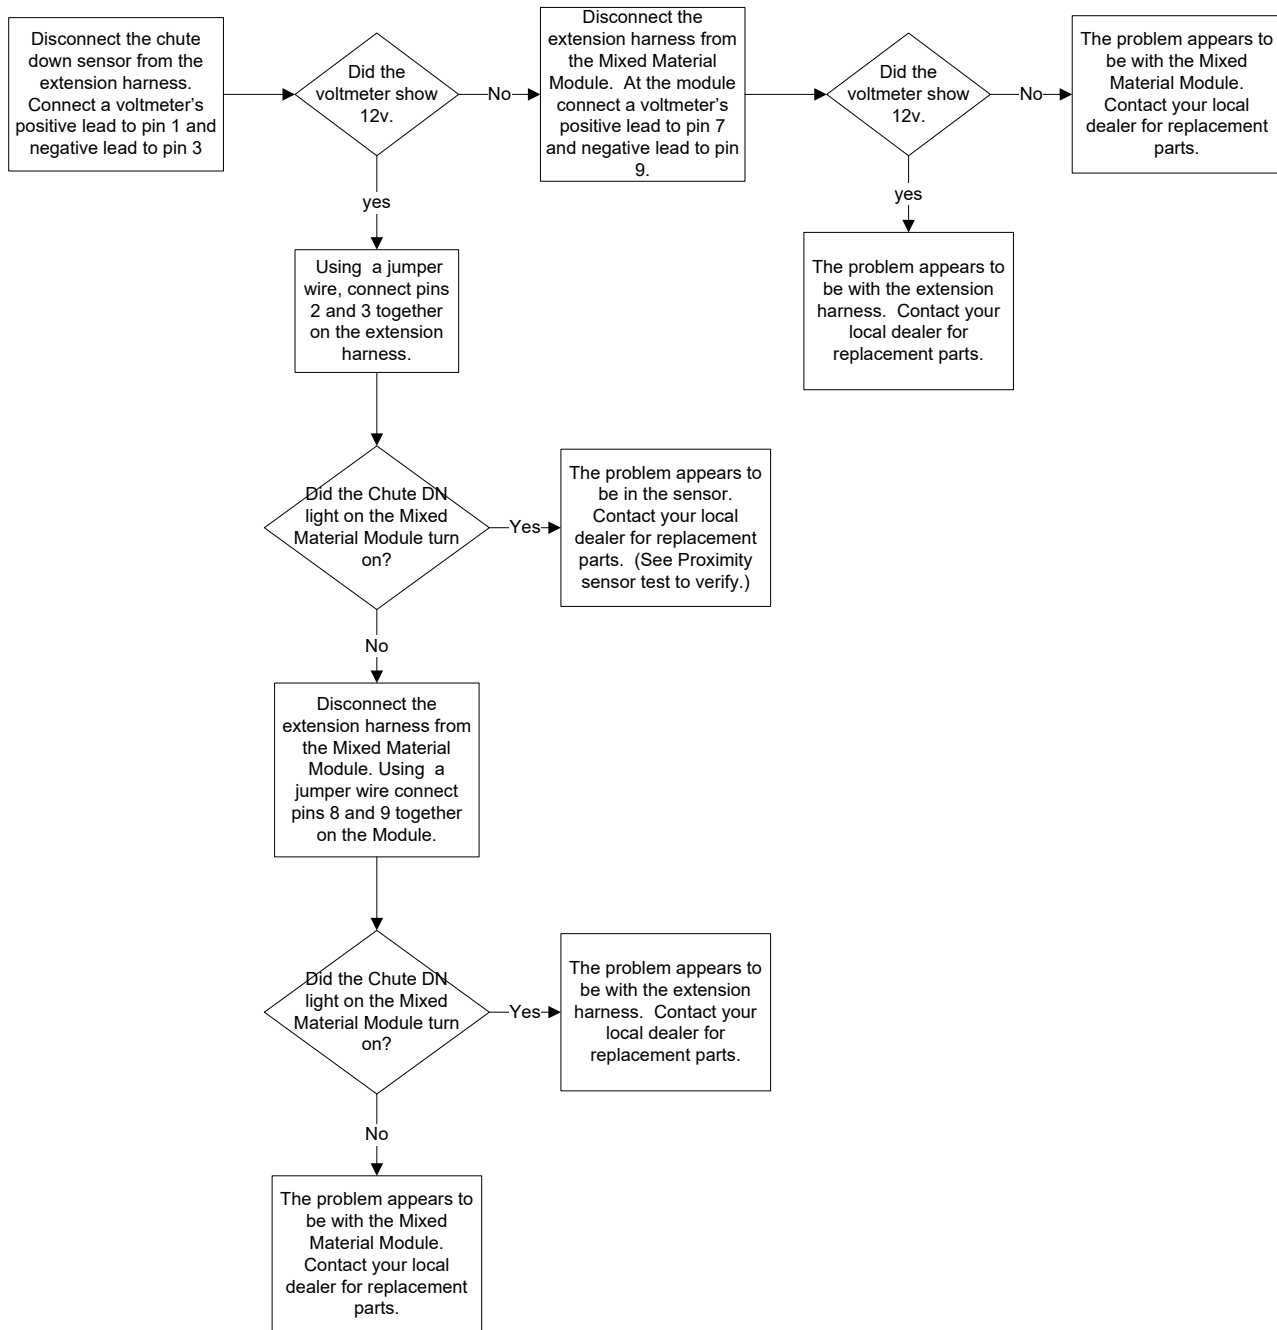 Disconnect the chute
down sensor from the
extension harness.
Connect a voltmeter's
positive lead to pin 1 and
negative lead to pin 3
Did the
voltmeter show
12v.
No
Disconnect the
extension harness from
the Mixed Material
Module.  At the module
connect a voltmeter's
positive lead to pin 7
and negative lead to pin
9.
Did the
voltmeter show
12v.
No
The problem appears to
be with the Mixed
Material Module.
Contact your local
dealer for replacement
parts.
yes
yes
Using  a jumper
wire, connect pins
2 and 3 together
on the extension
harness.
The problem appears to
be with the extension
harness.  Contact your
local dealer for
replacement parts.
Did the Chute DN
light on the Mixed
Material Module turn
on?
Yes
The problem appears to
be in the sensor.
Contact your local
dealer for replacement
parts.  (See Proximity
sensor test to verify.)
No
Disconnect the
extension harness from
the Mixed Material
Module. Using  a
jumper wire connect
pins 8 and 9 together
on the Module.
Did the Chute DN
light on the Mixed
Material Module turn
on?
Yes
The problem appears to
be with the extension
harness.  Contact your
local dealer for
replacement parts.
No
The problem appears to
be with the Mixed
Material Module.
Contact your local
dealer for replacement
parts.